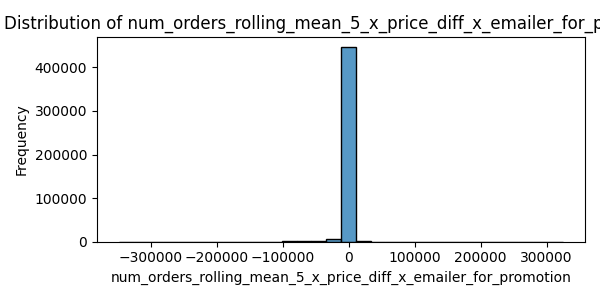 Distribution of num_orders_rolling_mean_5_x_price_diff_x_emailer_for_p
400000
300000
200000
100000
0
Frequency
−300000 −200000 −100000 0 100000 200000 300000
num_orders_rolling_mean_5_x_price_diff_x_emailer_for_promotion